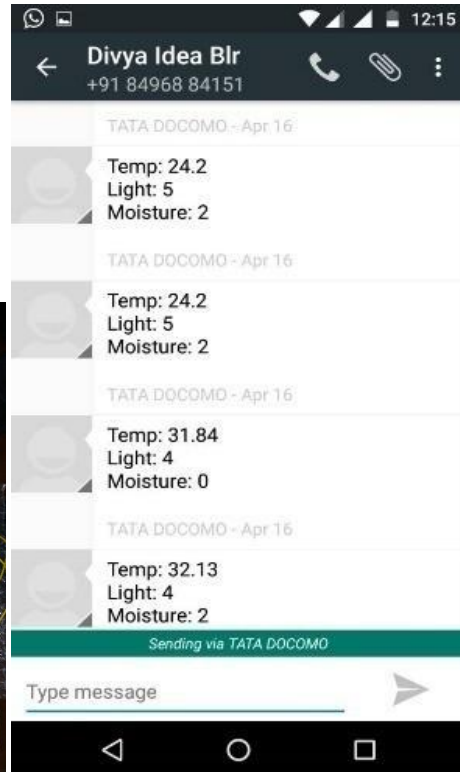 12:15
Divya Idea Blr
+91 84968 84151
TATA DOCOMO - Apr 16
Temp: 24.2
Light: 5
Moisture: 2
TATA DOCOMO - Apr 16
Temp: 24.2
Light: 5
Moisture: 2
TATA DOCOMO - Apr 16
Temp: 31.84
Light: 4
Moisture: 0
TATA DOCOMO - Apr 16
Temp: 32.13
Light: 4
Moisture: 2
Sending via TATA DOCOMO
Type message